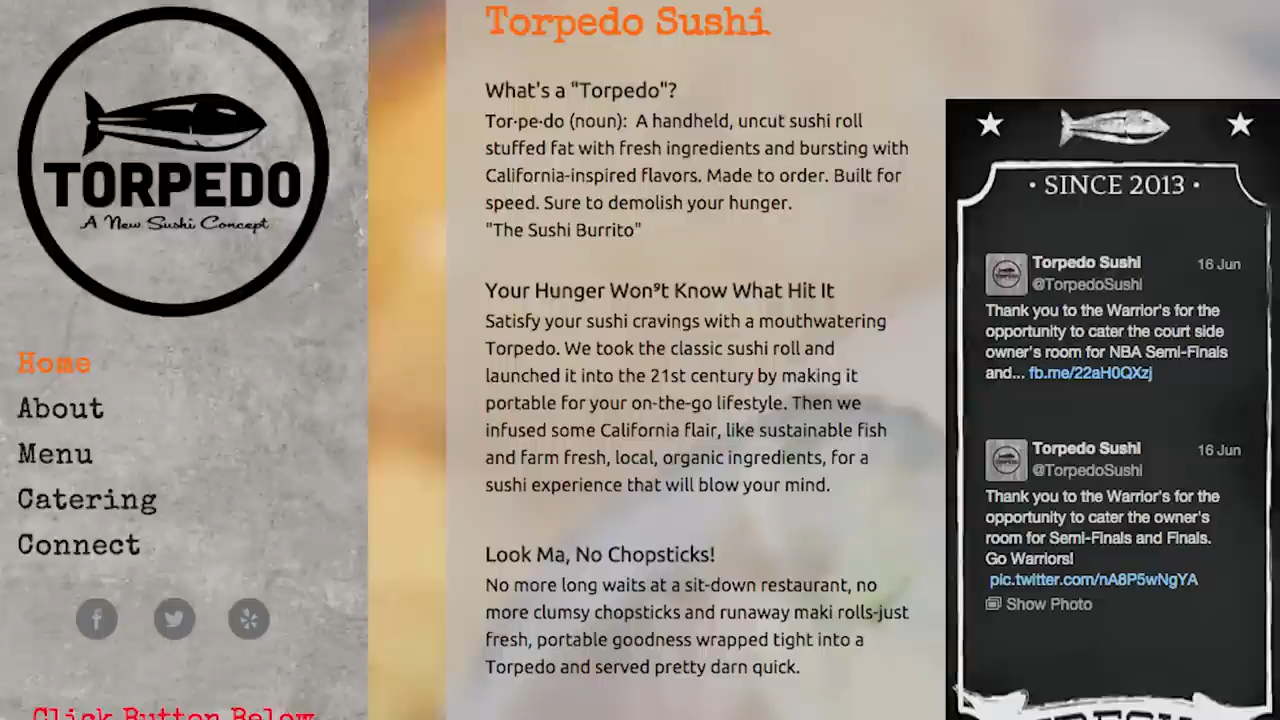 TORPEDO
A New Sushi Concept
Home
About
Menu
Catering
Connect
Click Button Below
Torpedo Sushi
What's a "Torpedo"?
Tor·pe·do (noun): A handheld, uncut sushi roll
stuffed fat with fresh ingredients and bursting with
California-inspired flavors. Made to order. Built for
speed. Sure to demolish your hunger.
"The Sushi Burrito"
Your Hunger Won't Know What Hit It
Satisfy your sushi cravings with a mouthwatering
Torpedo. We took the classic sushi roll and
launched it into the 21st century by making it
portable for your on-the-go lifestyle. Then we
infused some California flair, like sustainable fish
and farm fresh, local, organic ingredients, for a
sushi experience that will blow your mind.
Look Ma, No Chopsticks!
No more long waits at a sit-down restaurant, no
more clumsy chopsticks and runaway maki rolls-just
fresh, portable goodness wrapped tight into a
Torpedo and served pretty darn quick.
· SINCE 2013 ·
Torpedo Sushi 16 Jun
@TorpedoSushi
Thank you to the Warrior's for the
opportunity to cater the court side
owner's room for NBA Semi-Finals
and... fb.me/22aH0QXzj
Torpedo Sushi 16 Jun
@TorpedoSushi
Thank you to the Warrior's for the
opportunity to cater the owner's
room for Semi-Finals and Finals.
Go Warriors!
pic.twitter.com/nA8P5wNgYA
Show Photo